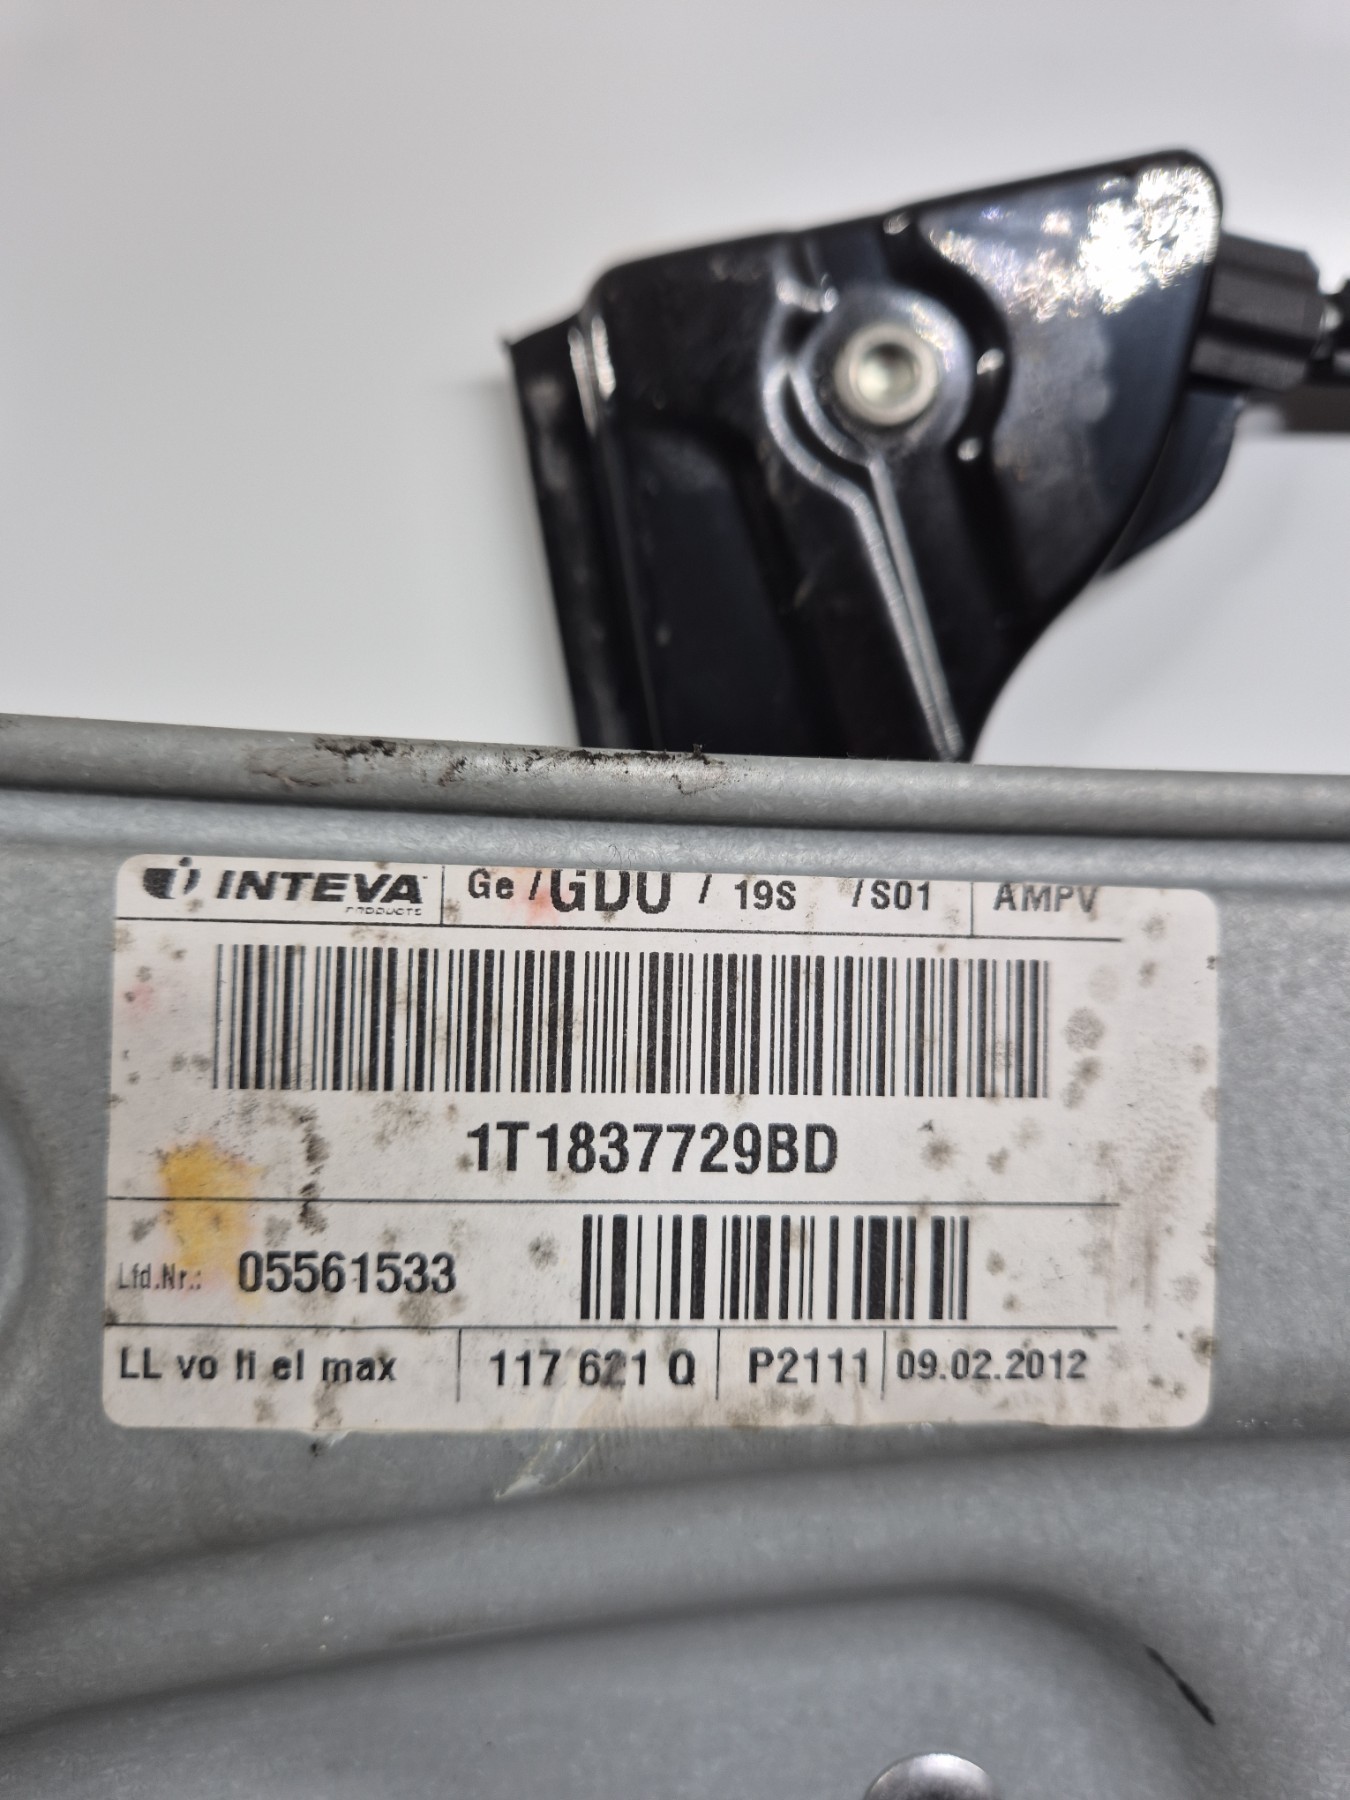 INTEVA Ge / GDU / 19S /S01 AMPV
PRODUCTS
1T1837729BD
Lfd.Nr.: 05561533
LL vo li el max 117 621 Q P2111 09.02.2012